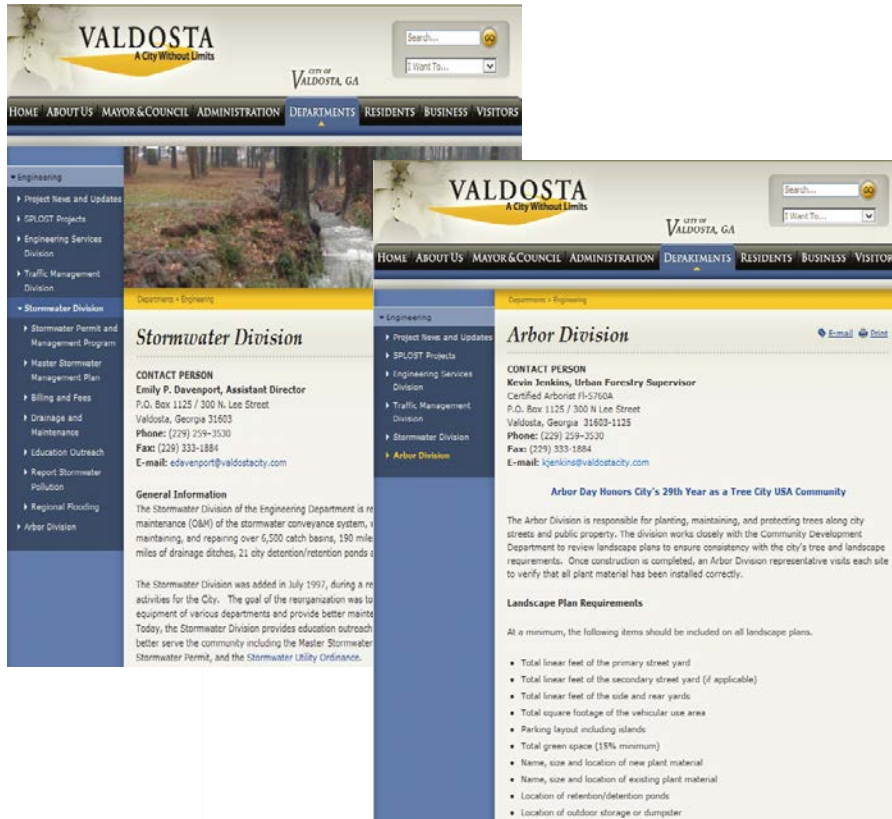 VALDOSTA
A City Without Limits
CITY OF
VALDOSTA, GA
Search...
GO
I Want To...
HOME ABOUT US MAYOR & COUNCIL ADMINISTRATION DEPARTMENTS RESIDENTS BUSINESS VISITORS
Engineering
Project News and Updates
SPLOST Projects
Engineering Services
Division
Traffic Management
Division
Stormwater Division
Stormwater Permit and
Management Program
Master Stormwater
Management Plan
Billing and Fees
Drainage and
Maintenance
Education Outreach
Report Stormwater
Pollution
Regional Flooding
Arbor Division
Departments > Engineering
Stormwater Division
CONTACT PERSON
Emily P. Davenport, Assistant Director
P.O. Box 1125 / 300 N. Lee Street
Valdosta, Georgia 31603
Phone: (229) 259-3530
Fax: (229) 333-1884
E-mail: edavenport@valdostacity.com
General Information
The Stormwater Division of the Engineering Department is re
maintenance (O&M) of the stormwater conveyance system,
maintaining, and repairing over 6,500 catch basins, 190 mile
miles of drainage ditches, 21 city detention/retention ponds
The Stormwater Division was added in July 1997, during a re
activities for the City. The goal of the reorganization was to
equipment of various departments and provide better mainte
Today, the Stormwater Division provides education outreach
better serve the community including the Master Stormwater
Stormwater Permit, and the Stormwater Utility Ordinance.
VALDOSTA
A City Without Limits
CITY OF
VALDOSTA, GA
Search...
GO
I Want To...
HOME ABOUT US MAYOR & COUNCIL ADMINISTRATION DEPARTMENTS RESIDENTS BUSINESS VISITOR
Engineering
Project News and Updates
SPLOST Projects
Engineering Services
Division
Traffic Management
Division
Stormwater Division
Arbor Division
Departments > Engineering
Arbor Division
E-mail Print
CONTACT PERSON
Kevin Jenkins, Urban Forestry Supervisor
Certified Arborist Fl-5760A
P.O. Box 1125 / 300 N Lee Street
Valdosta, Georgia 31603-1125
Phone: (229) 259-3530
Fax: (229) 333-1884
E-mail: kjenkins@valdostacity.com
Arbor Day Honors City's 29th Year as a Tree City USA Community
The Arbor Division is responsible for planting, maintaining, and protecting trees along city
streets and public property. The division works closely with the Community Development
Department to review landscape plans to ensure consistency with the city's tree and landscape
requirements. Once construction is completed, an Arbor Division representative visits each site
to verify that all plant material has been installed correctly.
Landscape Plan Requirements
At a minimum, the following items should be included on all landscape plans.
Total linear feet of the primary street yard
Total linear feet of the secondary street yard (if applicable)
Total linear feet of the side and rear yards
Total square footage of the vehicular use area
Parking layout including islands
Total green space (15% minimum)
Name, size and location of new plant material
Name, size and location of existing plant material
Location of retention/detention ponds
Location of outdoor storage or dumpster